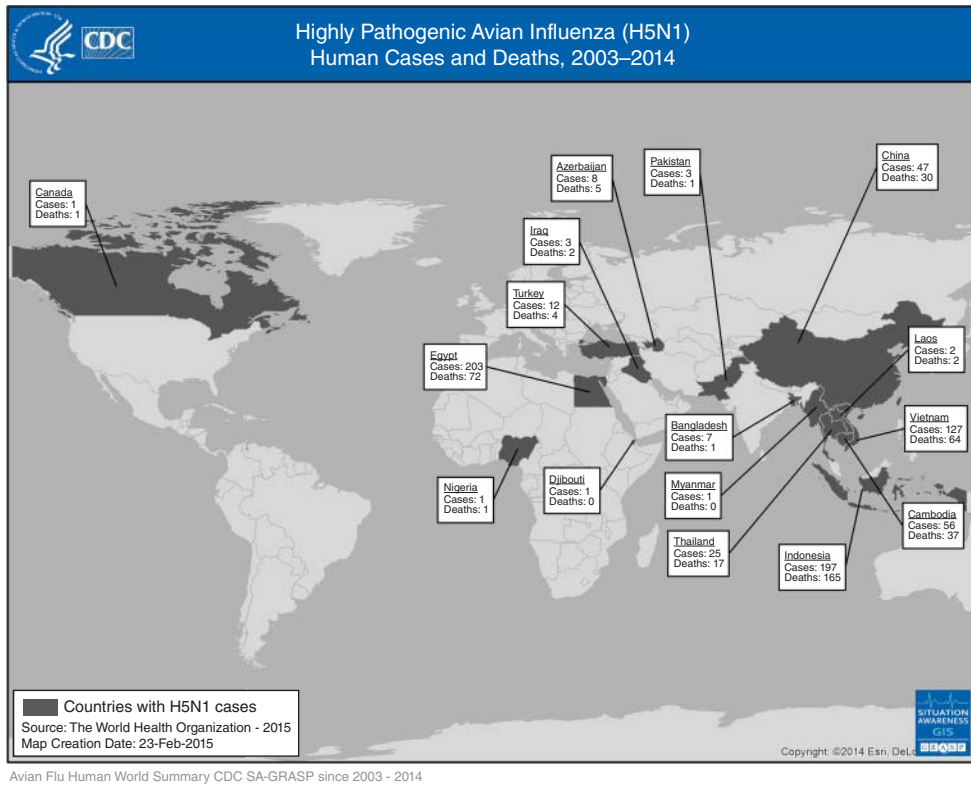 CDC
Highly Pathogenic Avian Influenza (H5N1)
Human Cases and Deaths, 2003–2014
Canada
Cases: 1
Deaths: 1
Azerbaijan
Cases: 8
Deaths: 5
Pakistan
Cases: 3
Deaths: 1
China
Cases: 47
Deaths: 30
Iraq
Cases: 3
Deaths: 2
Turkey
Cases: 12
Deaths: 4
Egypt
Cases: 203
Deaths: 72
Laos
Cases: 2
Deaths: 2
Bangladesh
Cases: 7
Deaths: 1
Vietnam
Cases: 127
Deaths: 64
Nigeria
Cases: 1
Deaths: 1
Djibouti
Cases: 1
Deaths: 0
Myanmar
Cases: 1
Deaths: 0
Thailand
Cases: 25
Deaths: 17
Indonesia
Cases: 197
Deaths: 165
Cambodia
Cases: 56
Deaths: 37
Countries with H5N1 cases
Source: The World Health Organization - 2015
Map Creation Date: 23-Feb-2015
SITUATION
AWARENESS
GIS
GRASP
Copyright: ©2014 Esri, DeL
Avian Flu Human World Summary CDC SA-GRASP since 2003 - 2014